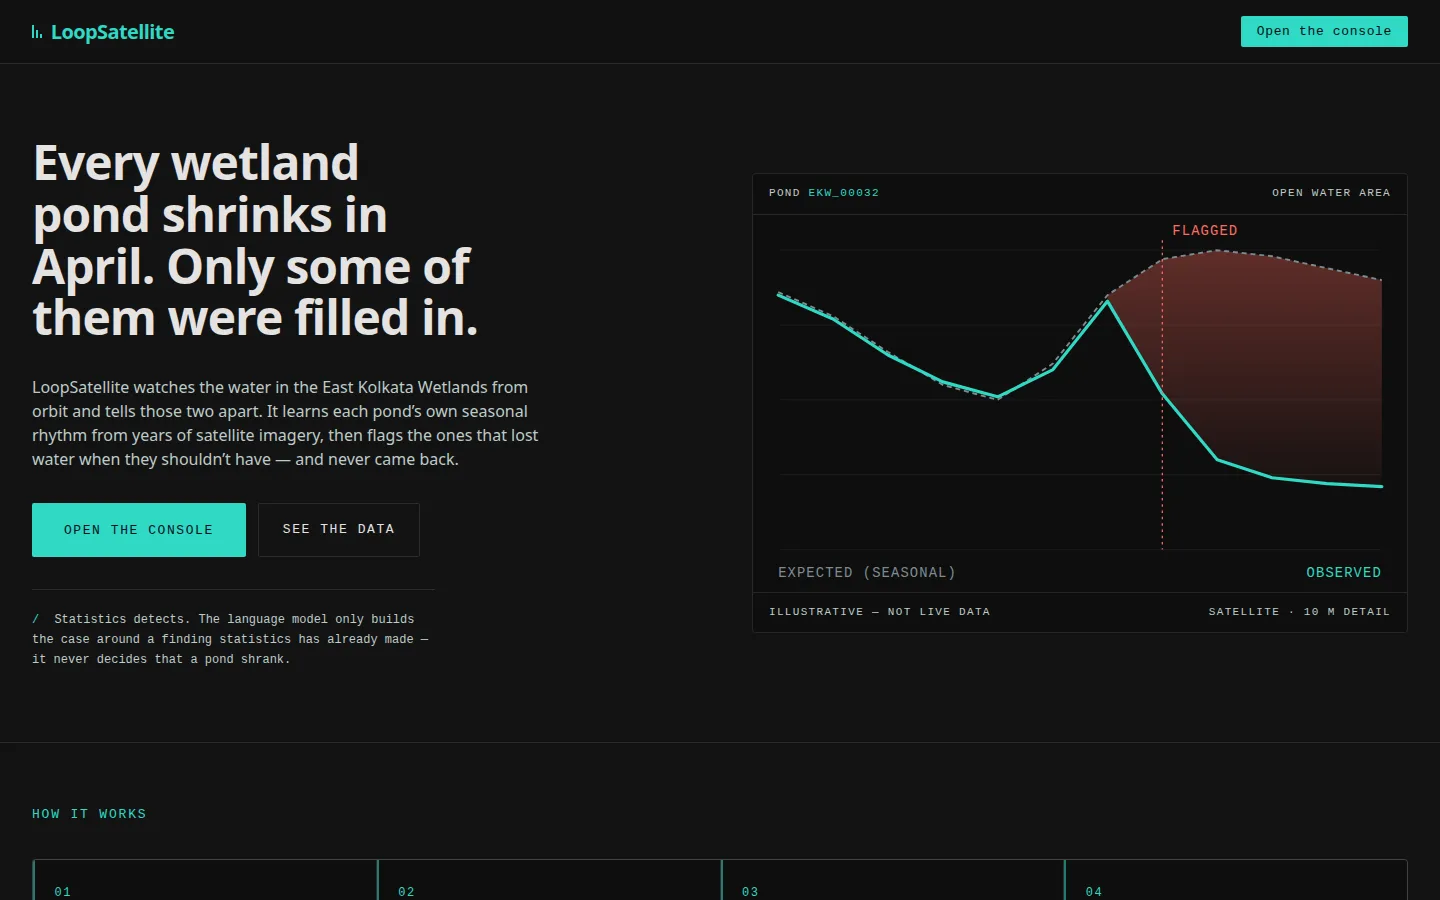 LoopSatellite
Open the console
Every wetland
pond shrinks in
April. Only some of
them were filled in.
LoopSatellite watches the water in the East Kolkata Wetlands from
orbit and tells those two apart. It learns each pond’s own seasonal
rhythm from years of satellite imagery, then flags the ones that lost
water when they shouldn’t have — and never came back.
OPEN THE CONSOLE
SEE THE DATA
/ Statistics detects. The language model only builds
the case around a finding statistics has already made —
it never decides that a pond shrank.
POND EKW_00032
OPEN WATER AREA
FLAGGED
EXPECTED (SEASONAL)
OBSERVED
ILLUSTRATIVE — NOT LIVE DATA
SATELLITE · 10 M DETAIL
HOW IT WORKS
01
02
03
04